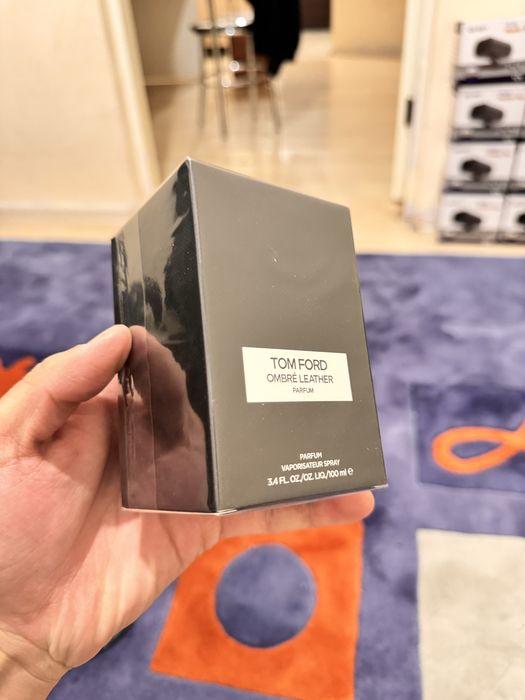 TOM FORD
OMBRÉ LEATHER
PARFUM
PARFUM
VAPORISATEUR SPRAY
3.4 FL. OZ./OZ. LIQ./100 ml ℮